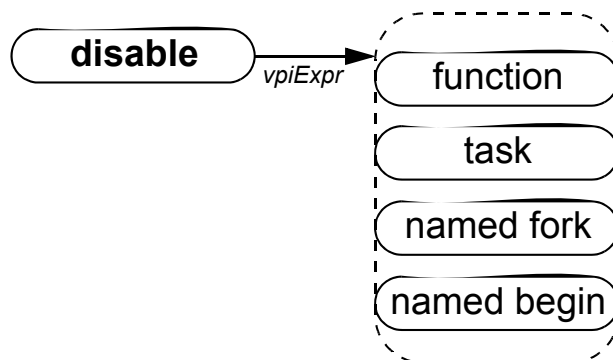 disable
vpiExpr
function
task
named fork
named begin